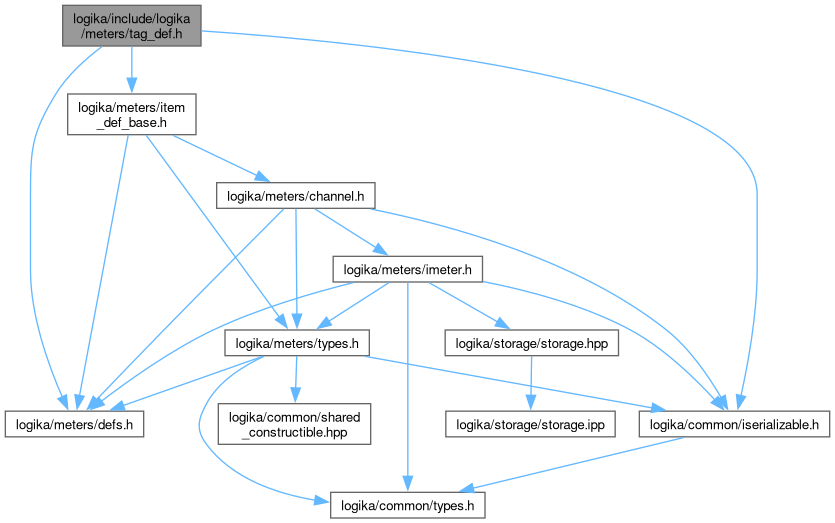 logika/include/logika
/meters/tag_def.h
logika/meters/item
_def_base.h
logika/meters/channel.h
logika/meters/imeter.h
logika/meters/types.h
logika/storage/storage.hpp
logika/meters/defs.h
logika/common/shared
_constructible.hpp
logika/storage/storage.ipp
logika/common/iserializable.h
logika/common/types.h